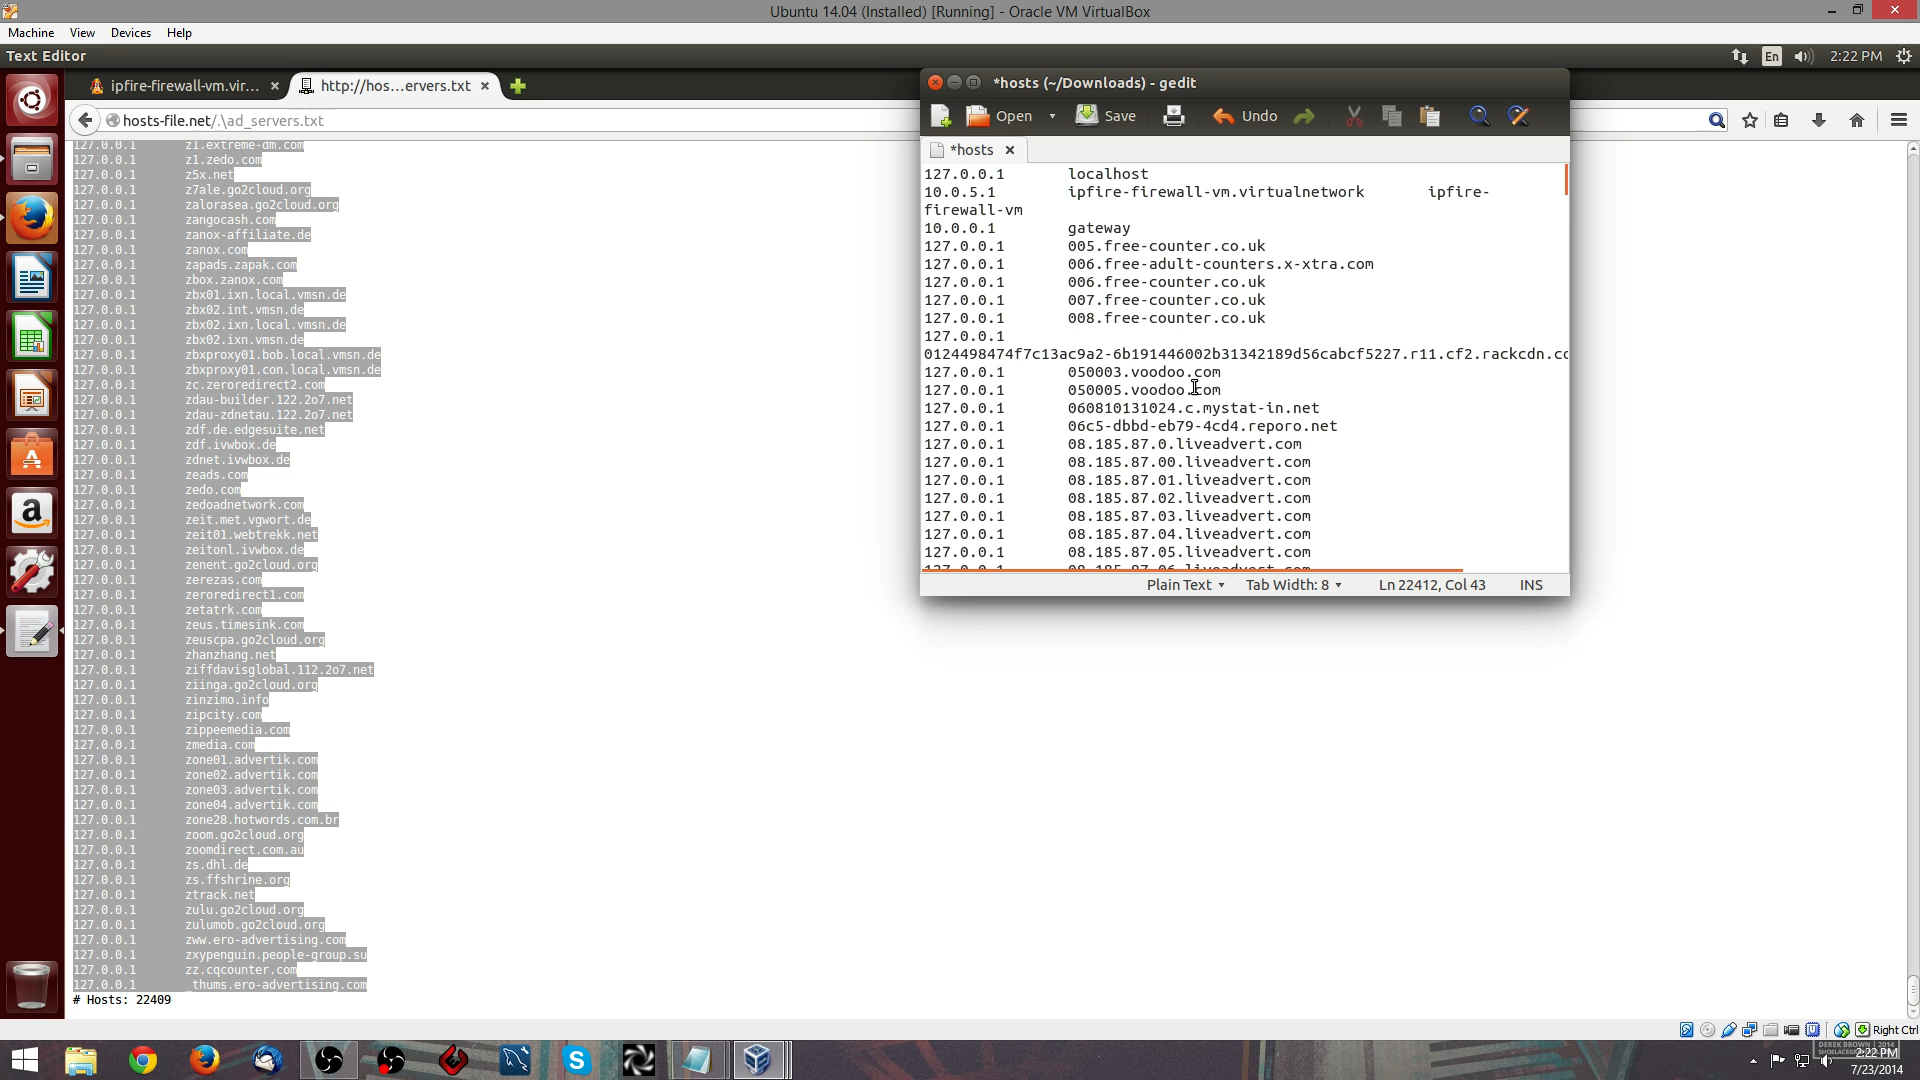 Ubuntu 14.04 (Installed) [Running] - Oracle VM VirtualBox
Machine View Devices Help
Text Editor En 2:22 PM
ipfire-firewall-vm.vir... http://hos...ervers.txt
hosts-file.net/.\ad_servers.txt
127.0.0.1 z1.extreme-dm.com
127.0.0.1 z1.zedo.com
127.0.0.1 z5x.net
127.0.0.1 z7ale.go2cloud.org
127.0.0.1 zalorasea.go2cloud.org
127.0.0.1 zangocash.com
127.0.0.1 zanox-affiliate.de
127.0.0.1 zanox.com
127.0.0.1 zapads.zapak.com
127.0.0.1 zbox.zanox.com
127.0.0.1 zbx01.ixn.local.vmsn.de
127.0.0.1 zbx02.int.vmsn.de
127.0.0.1 zbx02.ixn.local.vmsn.de
127.0.0.1 zbx02.ixn.vmsn.de
127.0.0.1 zbxproxy01.bob.local.vmsn.de
127.0.0.1 zbxproxy01.con.local.vmsn.de
127.0.0.1 zc.zeroredirect2.com
127.0.0.1 zdau-builder.122.2o7.net
127.0.0.1 zdau-zdnetau.122.2o7.net
127.0.0.1 zdf.de.edgesuite.net
127.0.0.1 zdf.ivwbox.de
127.0.0.1 zdnet.ivwbox.de
127.0.0.1 zeads.com
127.0.0.1 zedo.com
127.0.0.1 zedoadnetwork.com
127.0.0.1 zeit.met.vgwort.de
127.0.0.1 zeit01.webtrekk.net
127.0.0.1 zeitonl.ivwbox.de
127.0.0.1 zenent.go2cloud.org
127.0.0.1 zerezas.com
127.0.0.1 zeroredirect1.com
127.0.0.1 zetatrk.com
127.0.0.1 zeus.timesink.com
127.0.0.1 zeuscpa.go2cloud.org
127.0.0.1 zhanzhang.net
127.0.0.1 ziffdavisglobal.112.2o7.net
127.0.0.1 ziinga.go2cloud.org
127.0.0.1 zinzimo.info
127.0.0.1 zipcity.com
127.0.0.1 zippeemedia.com
127.0.0.1 zmedia.com
127.0.0.1 zone01.advertik.com
127.0.0.1 zone02.advertik.com
127.0.0.1 zone03.advertik.com
127.0.0.1 zone04.advertik.com
127.0.0.1 zone28.hotwords.com.br
127.0.0.1 zoom.go2cloud.org
127.0.0.1 zoomdirect.com.au
127.0.0.1 zs.dhl.de
127.0.0.1 zs.ffshrine.org
127.0.0.1 ztrack.net
127.0.0.1 zulu.go2cloud.org
127.0.0.1 zulumob.go2cloud.org
127.0.0.1 zww.ero-advertising.com
127.0.0.1 zxypenguin.people-group.su
127.0.0.1 zz.cqcounter.com
127.0.0.1 _thums.ero-advertising.com
# Hosts: 22409
*hosts (~/Downloads) - gedit
Open Save Undo
*hosts
127.0.0.1 localhost
10.0.5.1 ipfire-firewall-vm.virtualnetwork ipfire-
firewall-vm
10.0.0.1 gateway
127.0.0.1 005.free-counter.co.uk
127.0.0.1 006.free-adult-counters.x-xtra.com
127.0.0.1 006.free-counter.co.uk
127.0.0.1 007.free-counter.co.uk
127.0.0.1 008.free-counter.co.uk
127.0.0.1
0124498474f7c13ac9a2-6b191446002b31342189d56cabcf5227.r11.cf2.rackcdn.co
127.0.0.1 050003.voodoo.com
127.0.0.1 050005.voodoo.com
127.0.0.1 060810131024.c.mystat-in.net
127.0.0.1 06c5-dbbd-eb79-4cd4.reporo.net
127.0.0.1 08.185.87.0.liveadvert.com
127.0.0.1 08.185.87.00.liveadvert.com
127.0.0.1 08.185.87.01.liveadvert.com
127.0.0.1 08.185.87.02.liveadvert.com
127.0.0.1 08.185.87.03.liveadvert.com
127.0.0.1 08.185.87.04.liveadvert.com
127.0.0.1 08.185.87.05.liveadvert.com
127.0.0.1 08.185.87.06.liveadvert.com
Plain Text Tab Width: 8 Ln 22412, Col 43 INS
Right Ctrl
DEREK BROWN | 2014
2:22 PM
7/23/2014